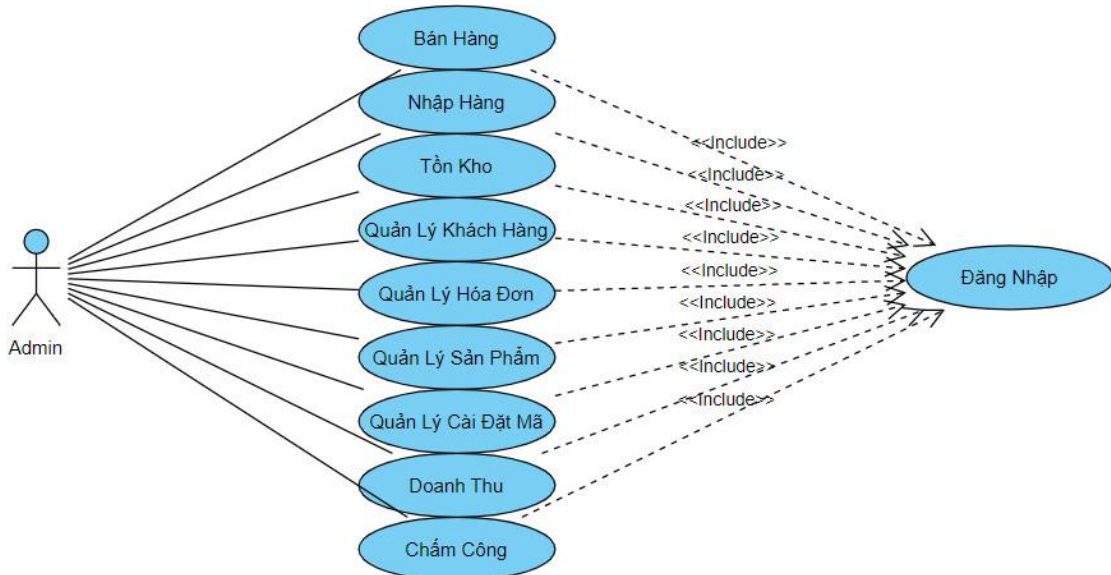 Bán Hàng
Nhập Hàng
Tồn Kho
Quản Lý Khách Hàng
Quản Lý Hóa Đơn
Quản Lý Sản Phẩm
Quản Lý Cài Đặt Mã
Doanh Thu
Chấm Công
Admin
<<Include>>
<<Include>>
<<Include>>
<<Include>>
<<Include>>
<<Include>>
<<Include>>
<<Include>>
<<Include>>
Đăng Nhập